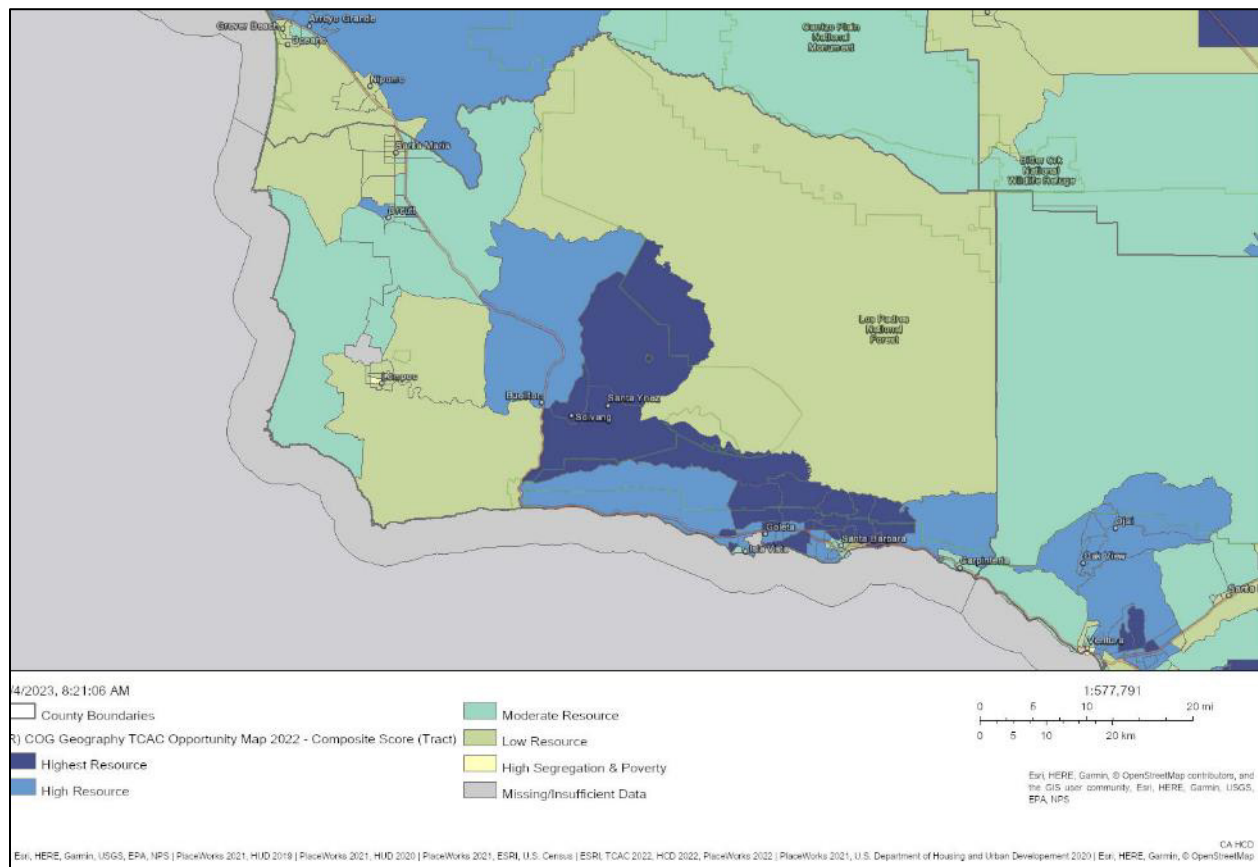 Arroyo Grande
Grover Beach
Oceano
Carrizo Plain
National
Monument
Nipomo
Santa Maria
Bitter Crk
National
Wildlife Refuge
Orcutt
Los Padres
National
Forest
Lompoc
Buellton
Santa Ynez
Solvang
Goleta
Isla Vista
Santa Barbara
Carpinteria
Ojai
Oak View
Santa
Ventura
/4/2023, 8:21:06 AM
County Boundaries
R) COG Geography TCAC Opportunity Map 2022 - Composite Score (Tract)
Highest Resource
High Resource
Moderate Resource
Low Resource
High Segregation & Poverty
Missing/Insufficient Data
1:577,791
0 5 10 20 mi
0 5 10 20 km
Esri, HERE, Garmin, © OpenStreetMap contributors, and
the GIS user community, Esri, HERE, Garmin, USGS,
EPA, NPS
CA HCD
Esri, HERE, Garmin, USGS, EPA, NPS | PlaceWorks 2021, HUD 2019 | PlaceWorks 2021, HUD 2020 | PlaceWorks 2021, ESRI, U.S. Census | ESRI, TCAC 2022, HCD 2022, PlaceWorks 2022 | PlaceWorks 2021, U.S. Department of Housing and Urban Developement 2020 | Esri, HERE, Garmin, © OpenStreetMap